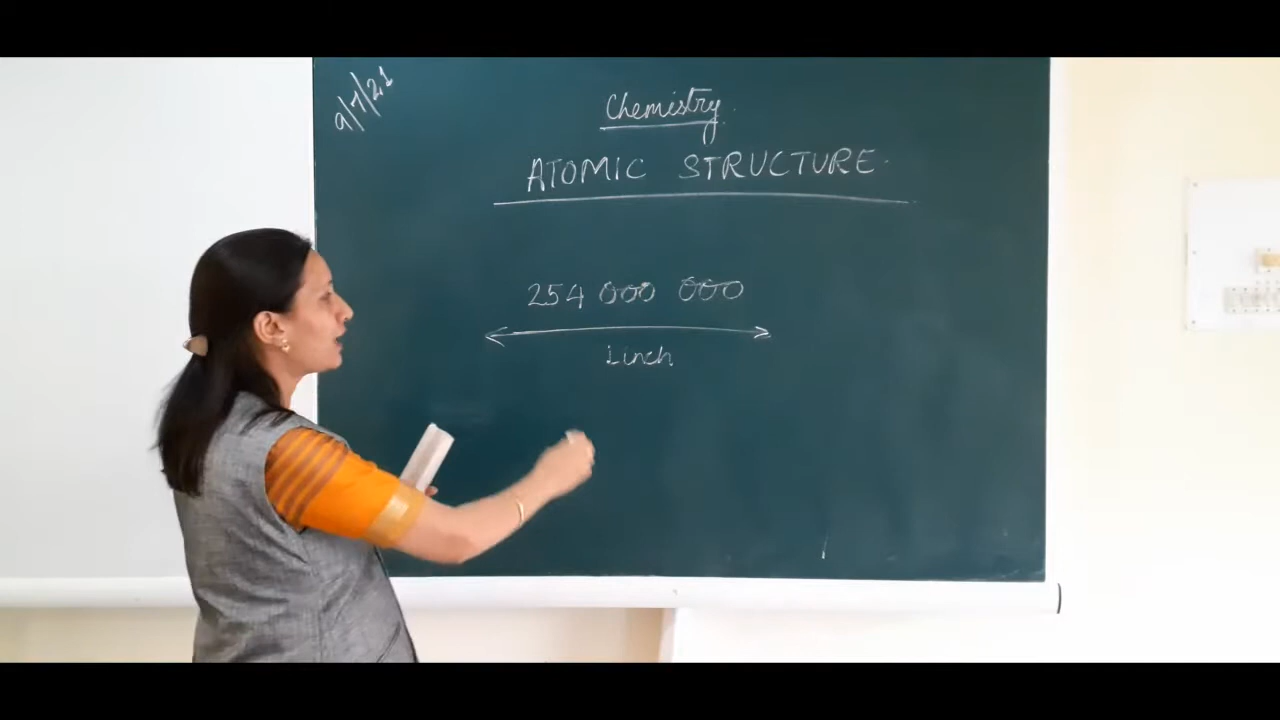 9/7/21
Chemistry.
ATOMIC STRUCTURE.
254 000 000
1 inch